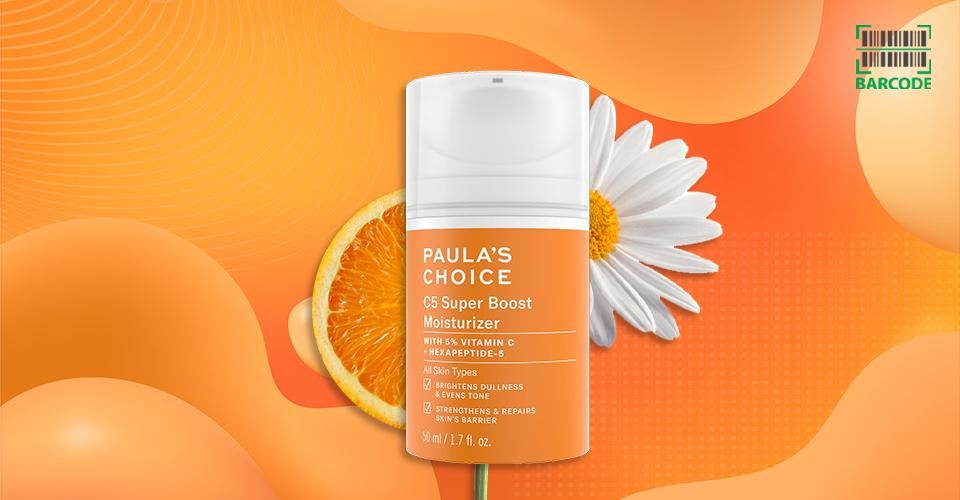 BARCODE
PAULA'S
CHOICE
C5 Super Boost
Moisturizer
WITH 5% VITAMIN C
+ HEXAPEPTIDE-5
All Skin Types
☑ BRIGHTENS DULLNESS
& EVENS TONE
☑ STRENGTHENS & REPAIRS
SKIN'S BARRIER
50 ml / 1.7 fl. oz.